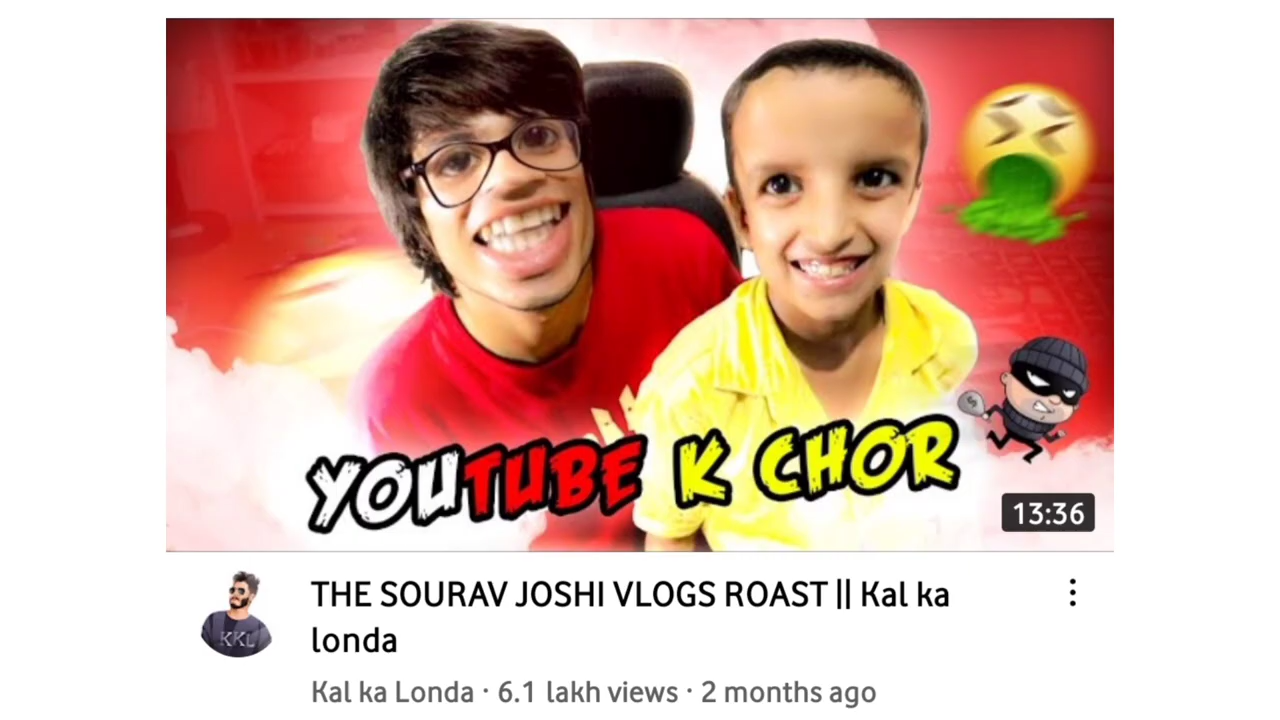 YOUTUBE K CHOR
13:36
THE SOURAV JOSHI VLOGS ROAST || Kal ka
londa
KKL
Kal ka Londa · 6.1 lakh views · 2 months ago